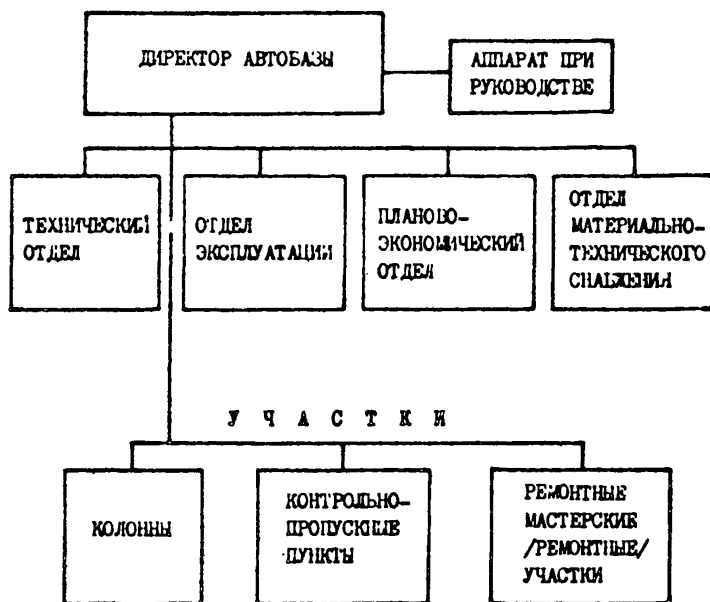 ДИРЕКТОР АВТОБАЗЫ
АППАРАТ ПРИ
РУКОВОДСТВЕ
ТЕХНИЧЕСКИЙ
ОТДЕЛ
ОТДЕЛ
ЭКСПЛУАТАЦИИ
ПЛАНОВО-
ЭКОНОМИЧЕСКИЙ
ОТДЕЛ
ОТДЕЛ
МАТЕРИАЛЬНО-
ТЕХНИЧЕСКОГО
СНАБЖЕНИЯ
У Ч А С Т К И
КОЛОННЫ
КОНТРОЛЬНО-
ПРОПУСКНЫЕ
ПУНКТЫ
РЕМОНТНЫЕ
МАСТЕРСКИЕ
/РЕМОНТНЫЕ/
УЧАСТКИ